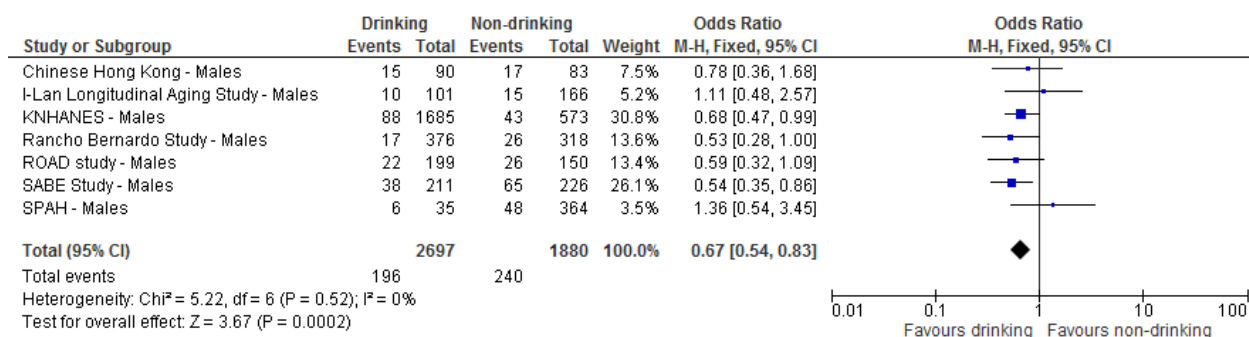 Drinking Non-drinking Odds Ratio Odds Ratio
Study or Subgroup Events Total Events Total Weight M-H, Fixed, 95% CI M-H, Fixed, 95% CI
Chinese Hong Kong - Males 15 90 17 83 7.5% 0.78 [0.36, 1.68]
I-Lan Longitudinal Aging Study - Males 10 101 15 166 5.2% 1.11 [0.48, 2.57]
KNHANES - Males 88 1685 43 573 30.8% 0.68 [0.47, 0.99]
Rancho Bernardo Study - Males 17 376 26 318 13.6% 0.53 [0.28, 1.00]
ROAD study - Males 22 199 26 150 13.4% 0.59 [0.32, 1.09]
SABE Study - Males 38 211 65 226 26.1% 0.54 [0.35, 0.86]
SPAH - Males 6 35 48 364 3.5% 1.36 [0.54, 3.45]
Total (95% CI) 2697 1880 100.0% 0.67 [0.54, 0.83]
Total events 196 240
Heterogeneity: Chi² = 5.22, df = 6 (P = 0.52); I² = 0%
Test for overall effect: Z = 3.67 (P = 0.0002)
0.01 0.1 1 10 100
Favours drinking Favours non-drinking